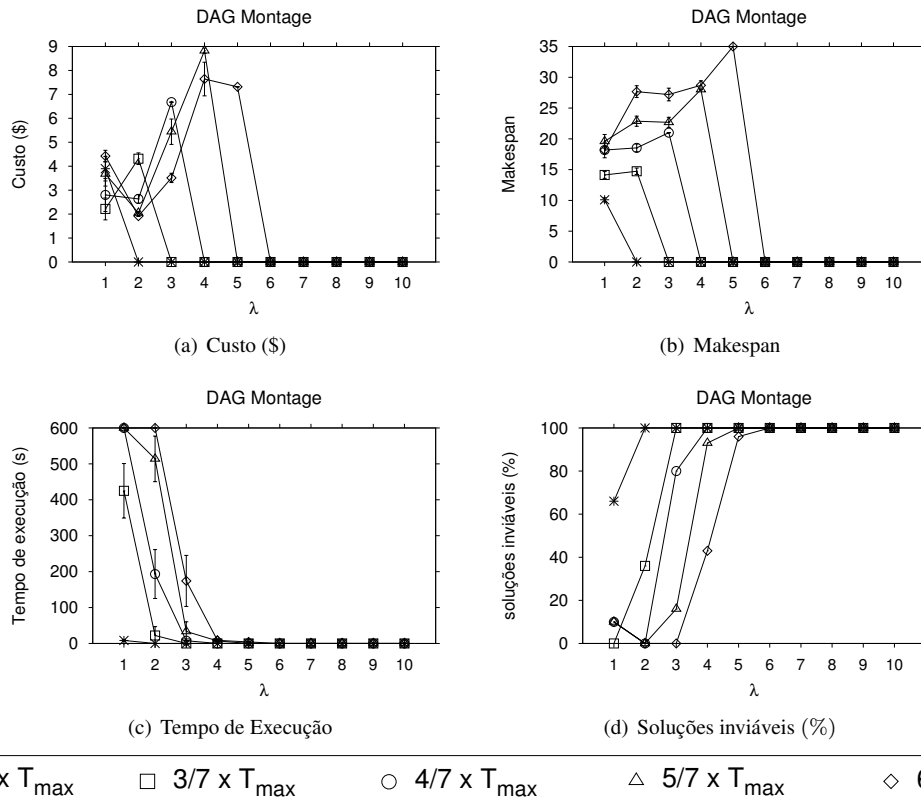 DAG Montage
9
8
7
6
5
4
3
2
1
0
Custo ($)
1 2 3 4 5 6 7 8 9 10
λ
(a) Custo ($)
DAG Montage
35
30
25
20
15
10
5
0
Makespan
1 2 3 4 5 6 7 8 9 10
λ
(b) Makespan
DAG Montage
600
500
400
300
200
100
0
Tempo de execução (s)
1 2 3 4 5 6 7 8 9 10
λ
(c) Tempo de Execução
DAG Montage
100
80
60
40
20
0
soluções inviáveis (%)
1 2 3 4 5 6 7 8 9 10
λ
(d) Soluções inviáveis (%)
x Tmax 3/7 x Tmax 4/7 x Tmax 5/7 x Tmax 6